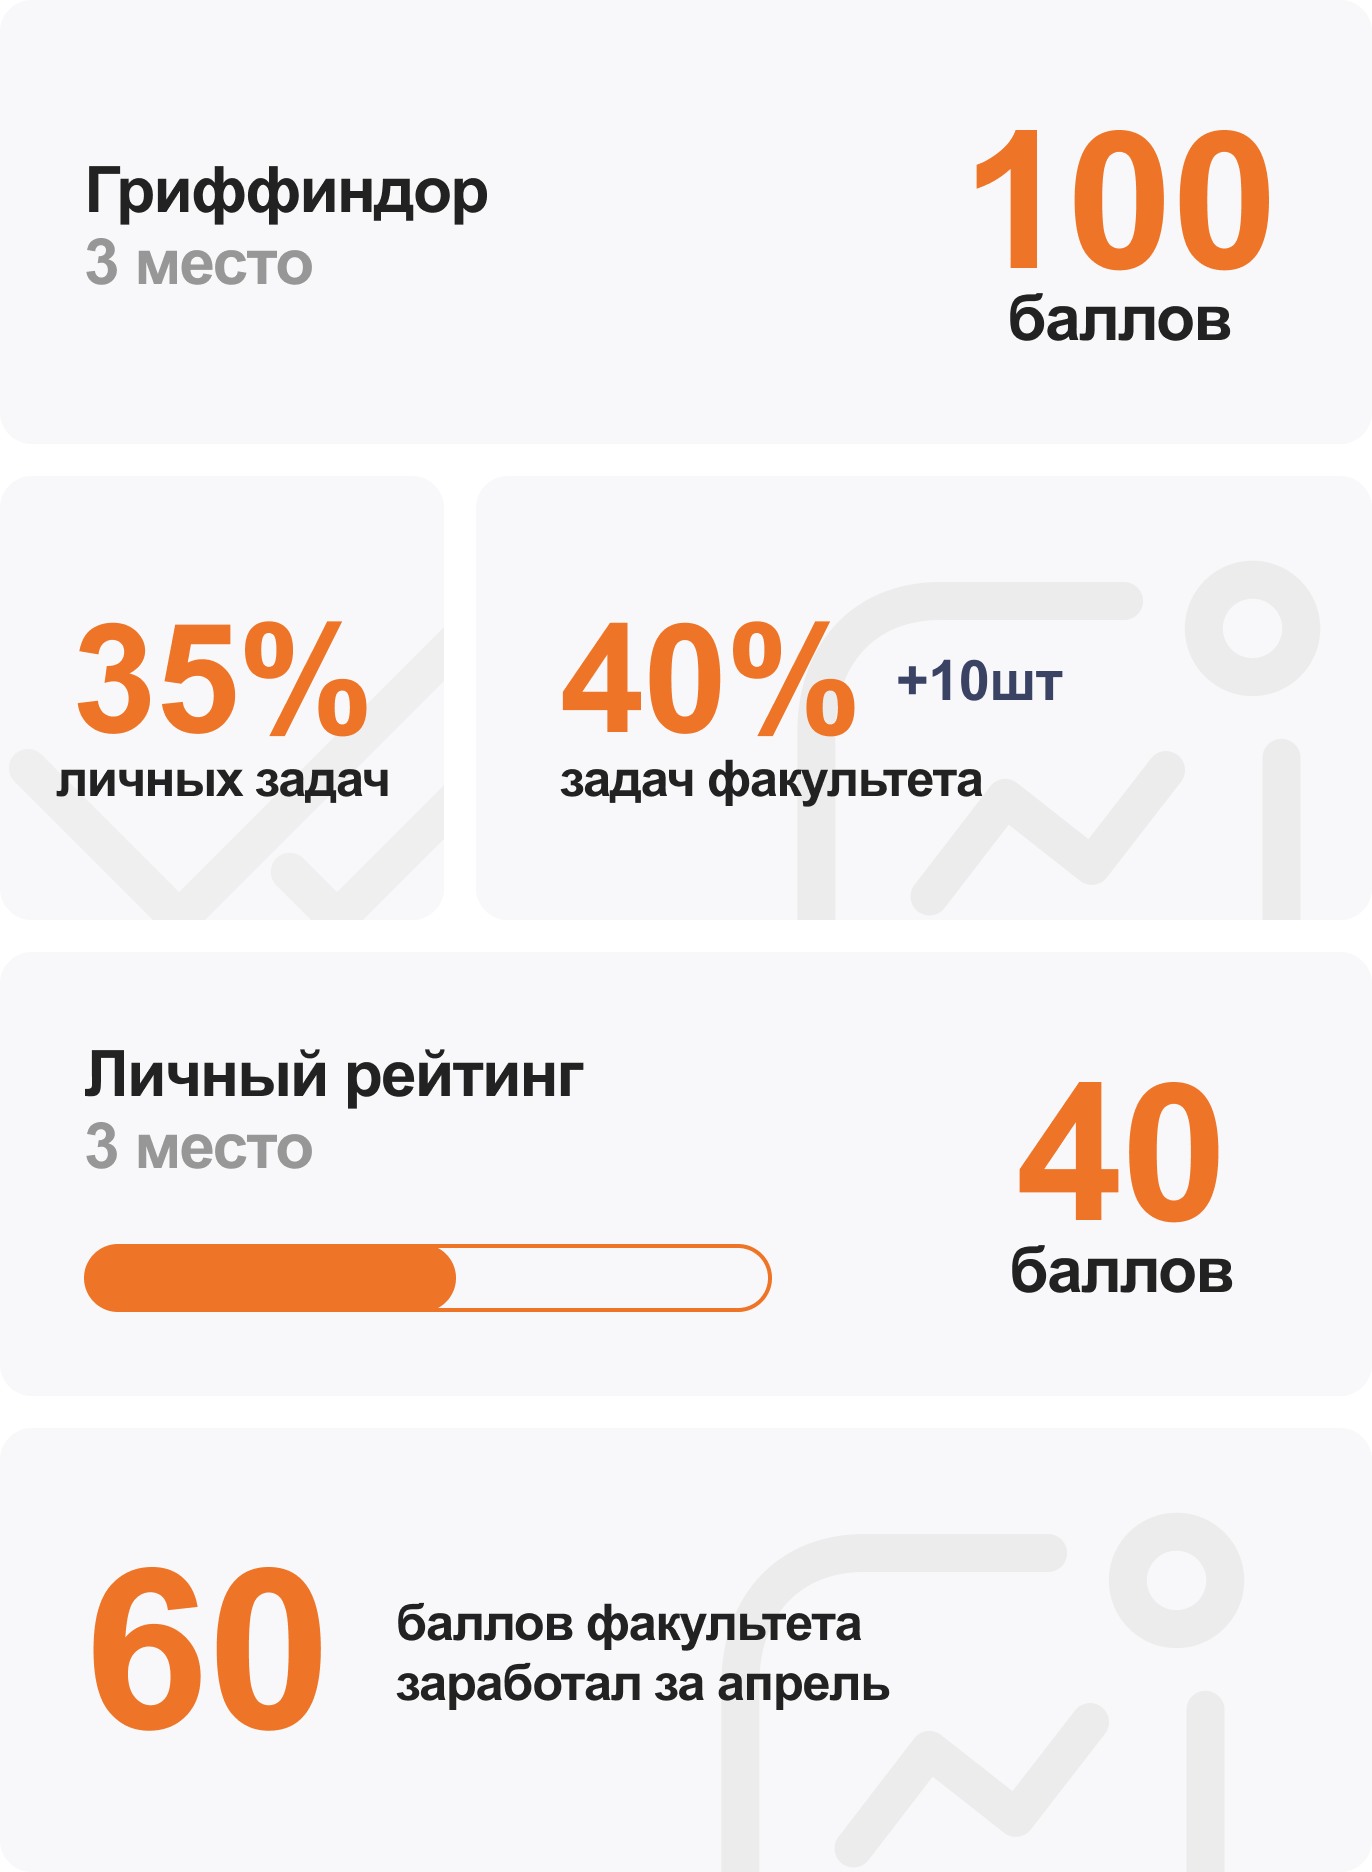 Гриффиндор
3 место
100
баллов
35%
личных задач
40%
+10шт
задач факультета
Личный рейтинг
3 место
40
баллов
60
баллов факультета
заработал за апрель